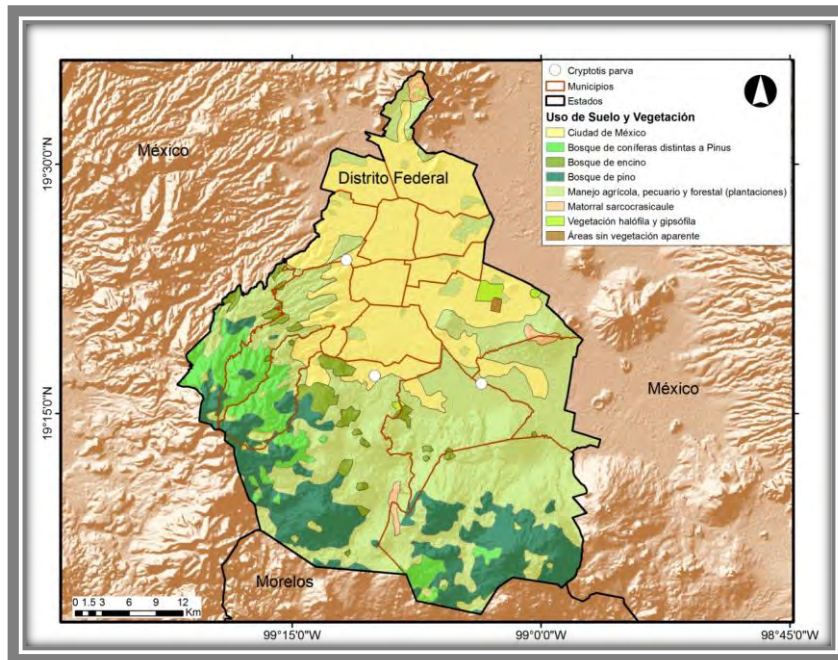 Cryptotis parva
Municipios
Estados
Uso de Suelo y Vegetación
Ciudad de México
Bosque de coníferas distintas a Pinus
Bosque de encino
Bosque de pino
Manejo agrícola, pecuario y forestal (plantaciones)
Matorral sarcocrasicaule
Vegetación halófila y gipsófila
Áreas sin vegetación aparente
México
Distrito Federal
19°30'0"N
México
19°15'0"N
Morelos
0 1.5 3 6 9 12
Km
99°15'0"W
99°0'0"W
98°45'0"W